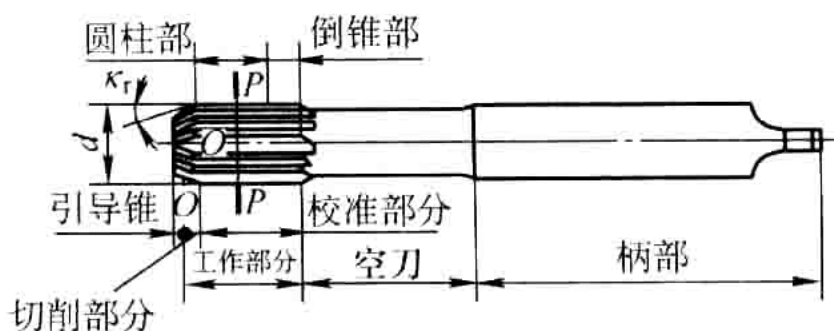 圆柱部 倒锥部
κr P
d O
引导锥 O P 校准部分
工作部分 空刀 柄部
切削部分